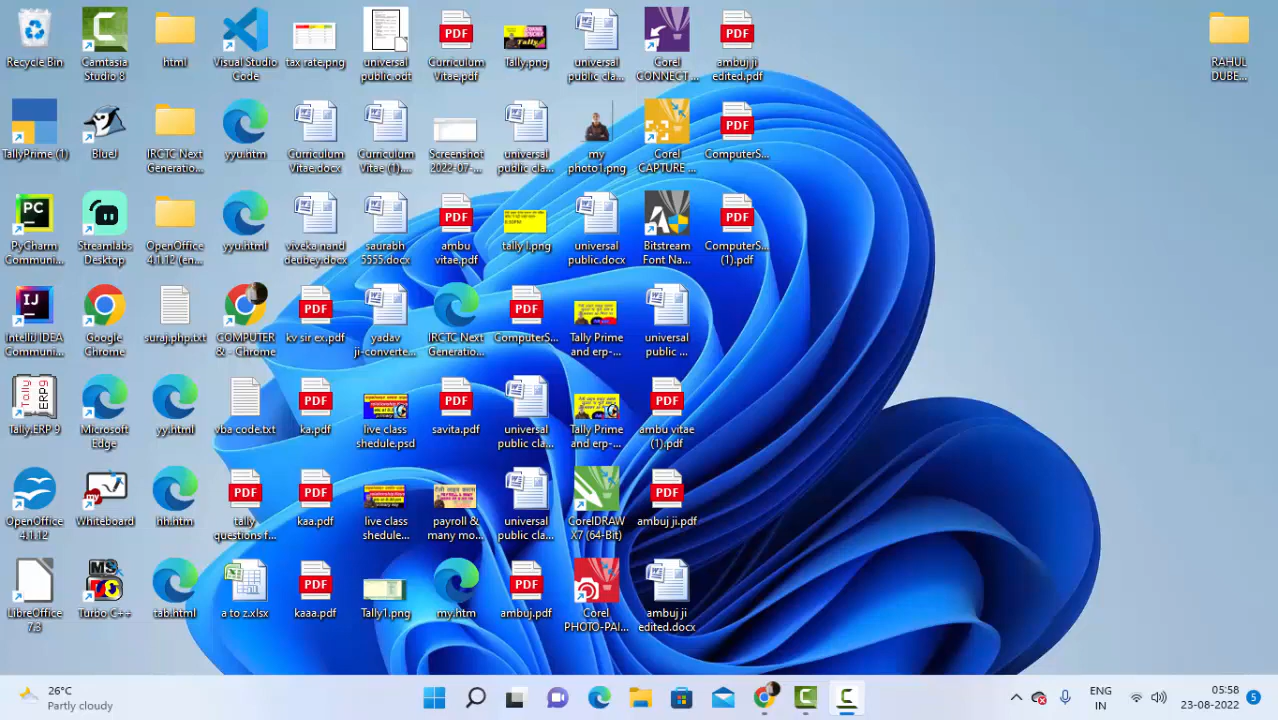 Recycle Bin
Camtasia
Studio 8
html
Visual Studio
Code
tax rate.png
universal
public.odt
Curriculum
Vitae.pdf
Tally.png
universal
public cla...
Corel
CONNECT ...
ambu ji
edited.pdf
RAHUL
DUBE...
TallyPrime (1)
BlueJ
IRCTC Next
Generatio...
yyu.htm
Curriculum
Vitae.docx
Curriculum
Vitae (1)....
Screenshot
2022-07-...
universal
public cla...
my
photo1.png
Corel
CAPTURE ...
ComputerS...
PyCharm
Communi...
Streamlabs
Desktop
OpenOffice
4.1.12 (en...
yyu.html
viveka nand
deubey.docx
saurabh
5555.docx
ambu
vitae.pdf
tally l.png
universal
public.docx
Bitstream
Font Na...
ComputerS...
(1).pdf
IntelliJ IDEA
Communi...
Google
Chrome
suraj.php.txt
COMPUTER
& - Chrome
kv sir ex.pdf
yadav
ji-converte...
IRCTC Next
Generatio...
ComputerS...
Tally Prime
and erp-...
universal
public ...
Tally.ERP 9
Microsoft
Edge
yy.html
vba code.txt
ka.pdf
live class
shedule.psd
savita.pdf
universal
public cla...
Tally Prime
and erp-...
ambu vitae
(1).pdf
OpenOffice
4.1.12
Whiteboard
hh.htm
tally
questions f...
kaa.pdf
live class
shedule...
payroll &
many mo...
universal
public cla...
CorelDRAW
X7 (64-Bit)
ambuj ji.pdf
LibreOffice
7.3
Turbo C++
tab.html
a to z.xlsx
kaaa.pdf
Tally1.png
my.htm
ambuj.pdf
Corel
PHOTO-PAI...
ambuj ji
edited.docx
26°C
Partly cloudy
ENG
IN
05:58
23-08-2022
5